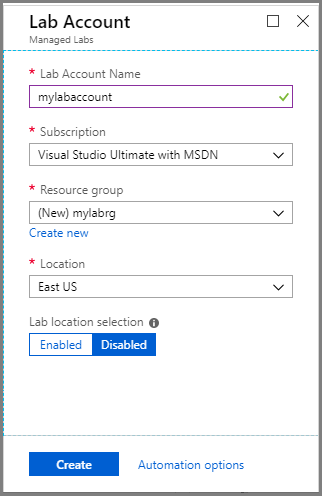 Lab Account
Managed Labs
* Lab Account Name
mylabaccount
* Subscription
Visual Studio Ultimate with MSDN
* Resource group
(New) mylabrg
Create new
* Location
East US
Lab location selection
Enabled Disabled
Create Automation options